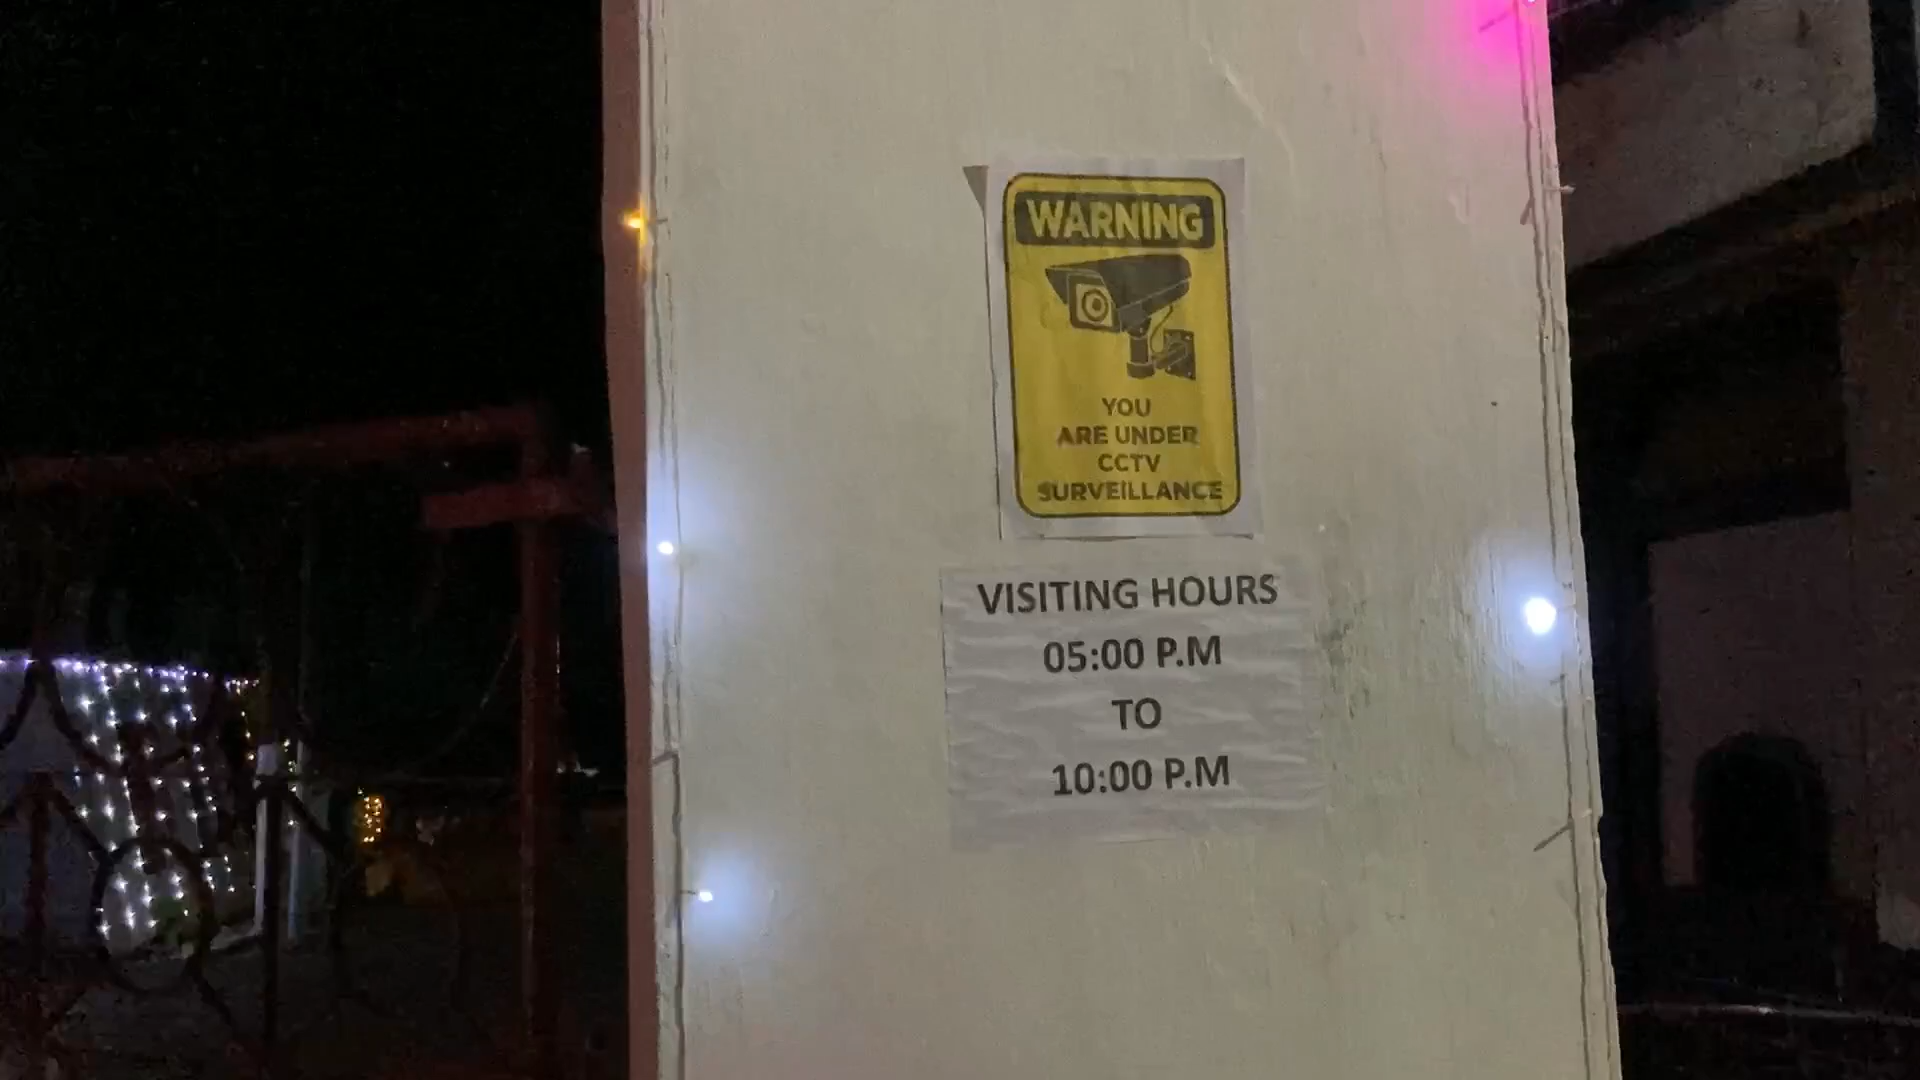 WARNING
YOU
ARE UNDER
CCTV
SURVEILLANCE
VISITING HOURS
05:00 P.M
TO
10:00 P.M